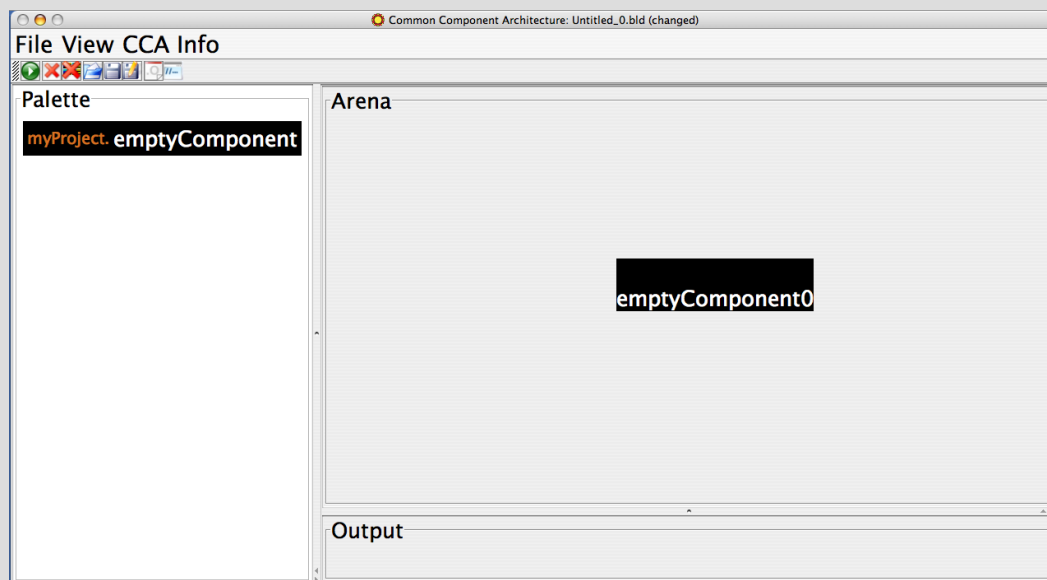 Common Component Architecture: Untitled_0.bld (changed)
File View CCA Info
Palette
myProject. emptyComponent
Arena
emptyComponent0
Output